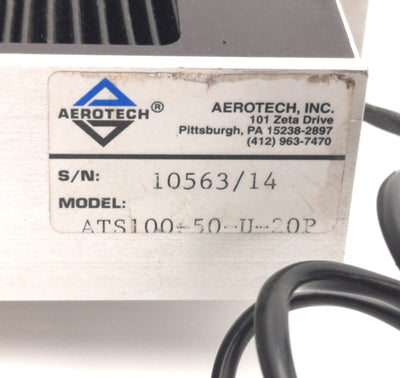 AEROTECH®
AEROTECH, INC.
101 Zeta Drive
Pittsburgh, PA 15238-2897
(412) 963-7470
S/N: 10563/14
MODEL:
ATS100-50-U-20P